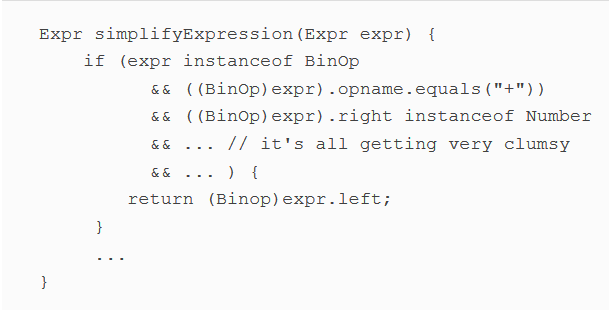 Expr simplifyExpression(Expr expr) {
if (expr instanceof BinOp
&& ((BinOp)expr).opname.equals("+"))
&& ((BinOp)expr).right instanceof Number
&& ... // it's all getting very clumsy
&& ... ) {
return (Binop)expr.left;
}
...
}